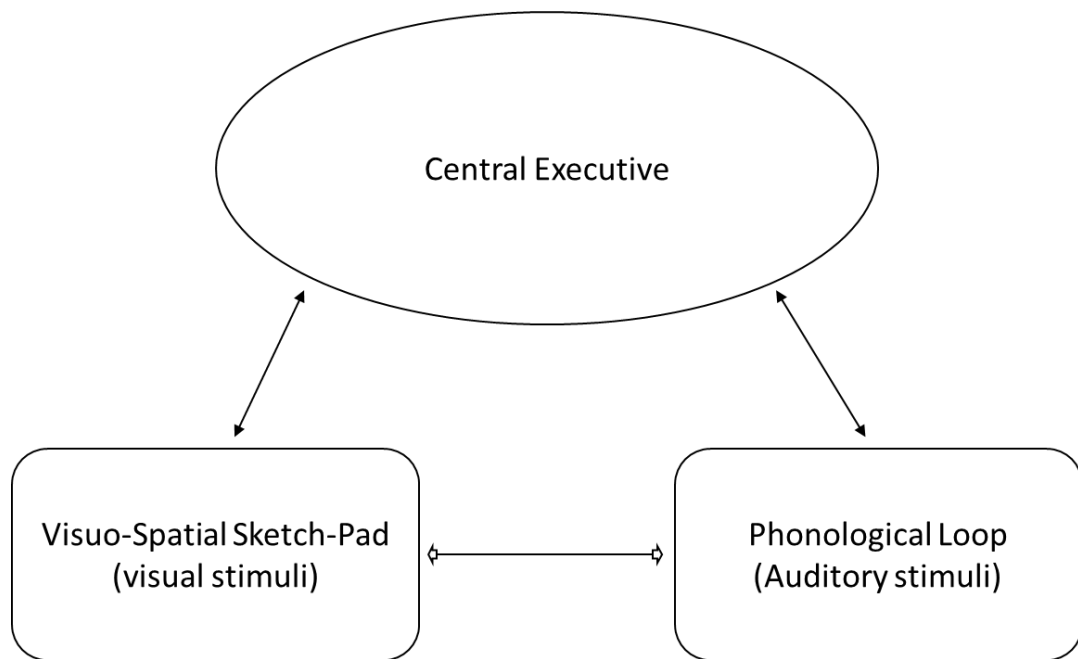 Central Executive
Visuo-Spatial Sketch-Pad
(visual stimuli)
Phonological Loop
(Auditory stimuli)